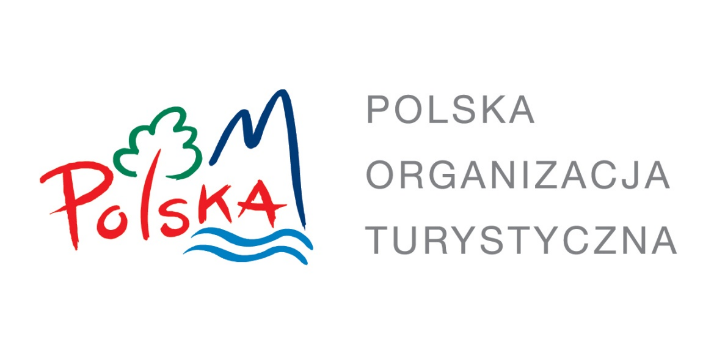 POLSKA
POLSKA
ORGANIZACJA
TURYSTYCZNA